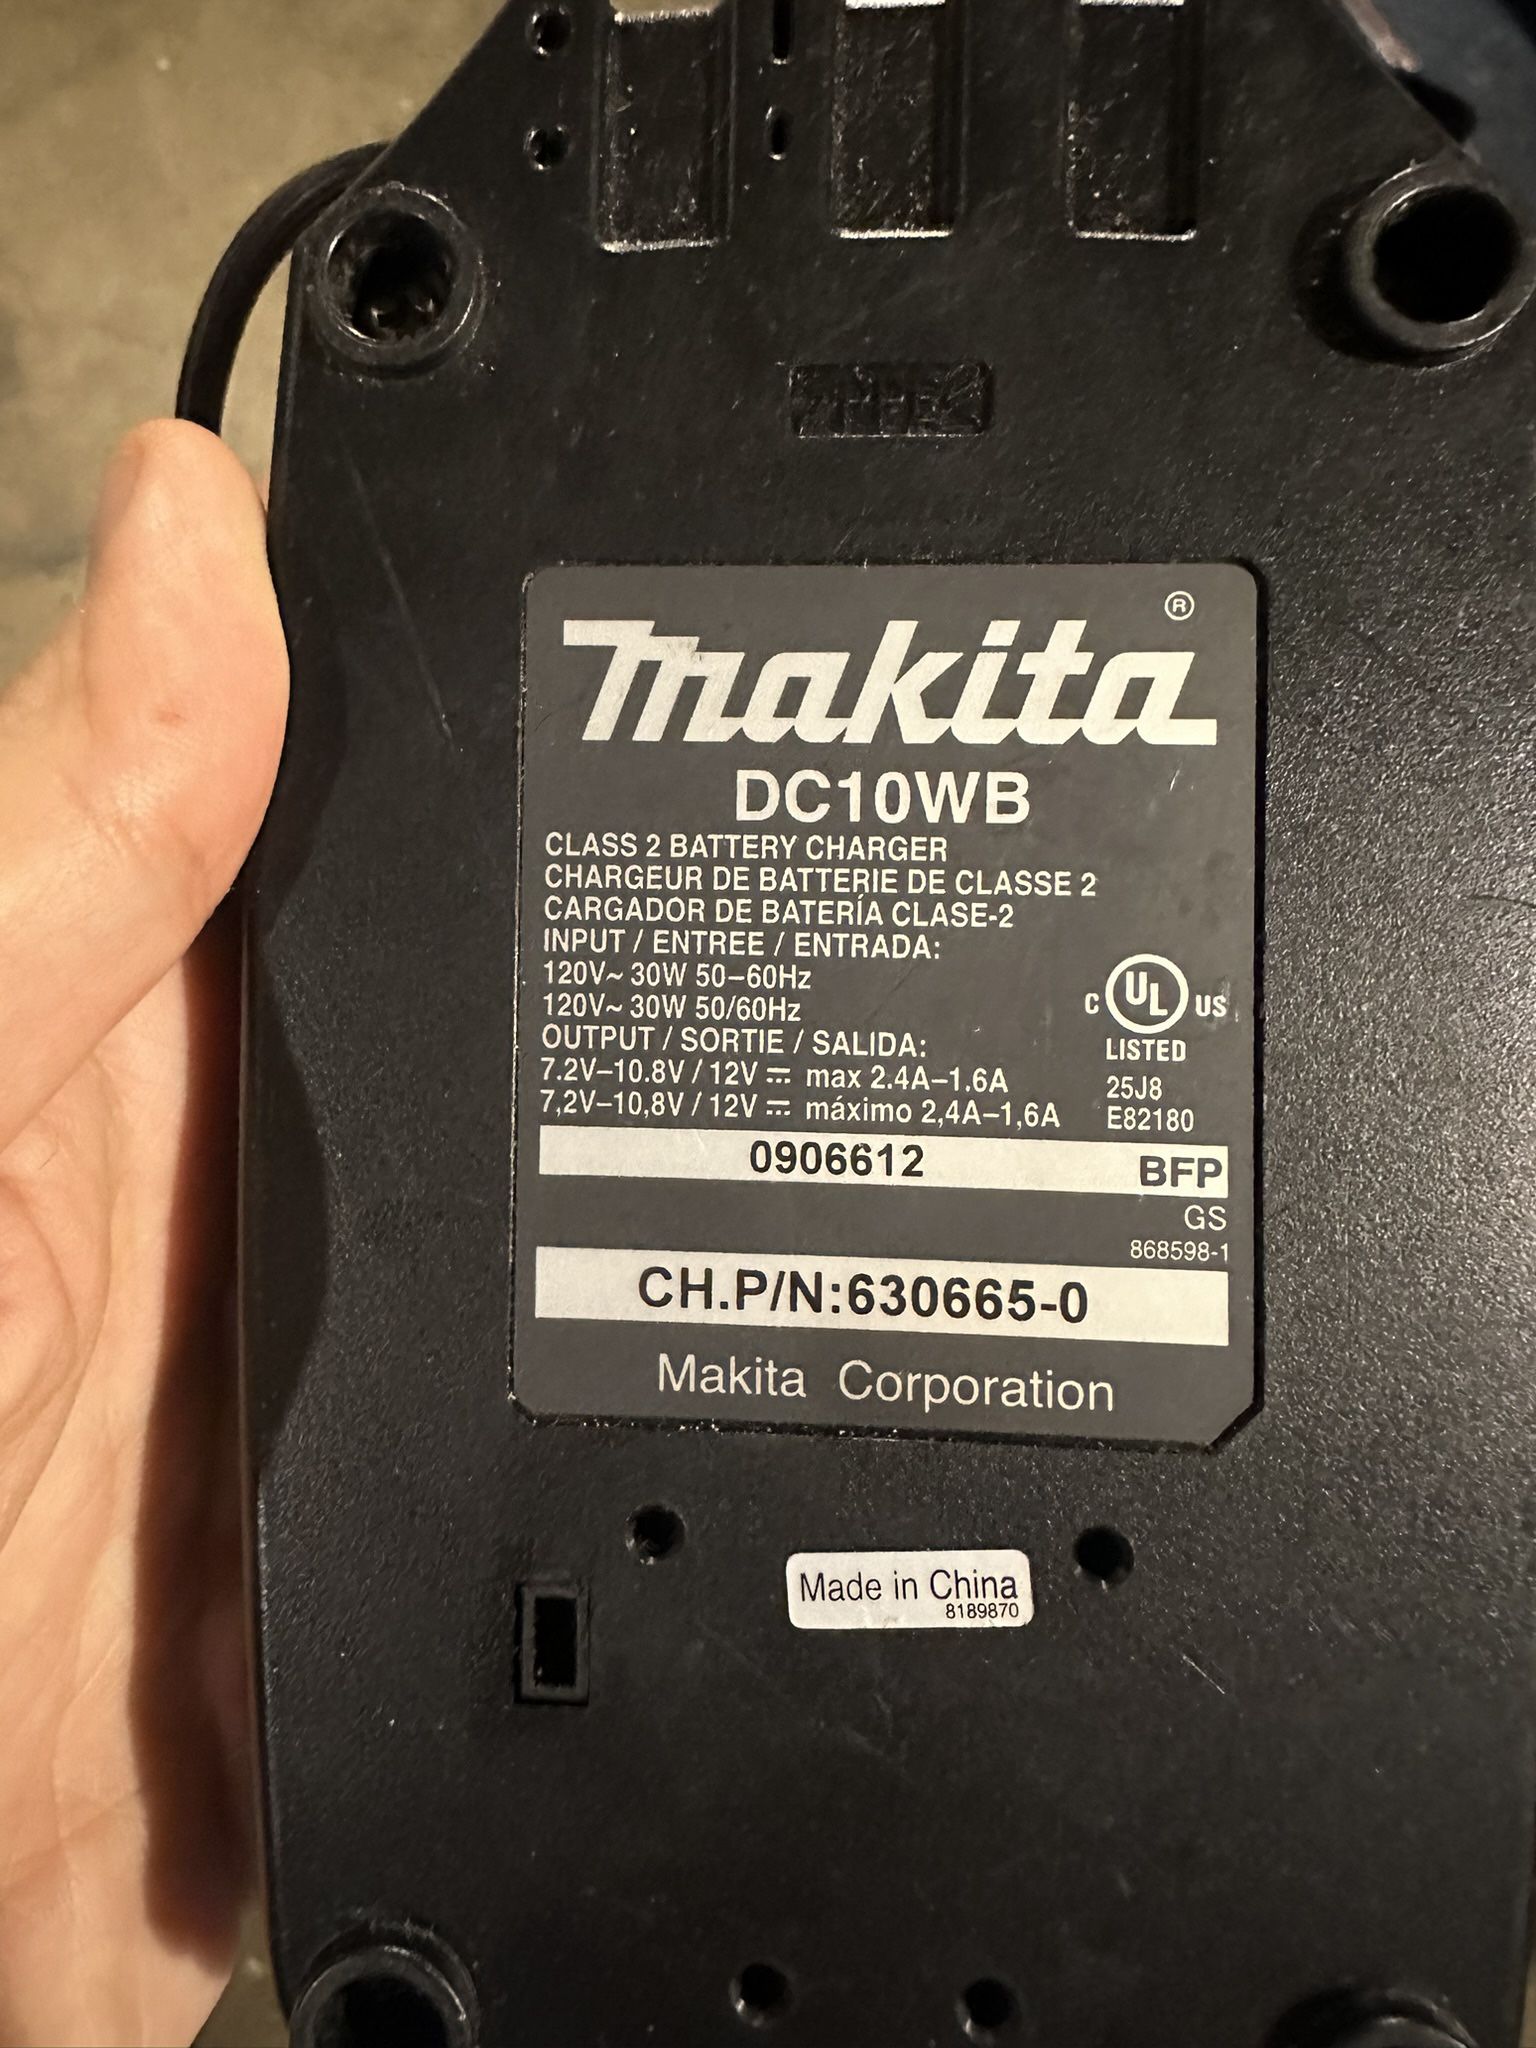 makita®
DC10WB
CLASS 2 BATTERY CHARGER
CHARGEUR DE BATTERIE DE CLASSE 2
CARGADOR DE BATERÍA CLASE-2
INPUT / ENTREE / ENTRADA:
120V~ 30W 50–60Hz
120V~ 30W 50/60Hz
OUTPUT / SORTIE / SALIDA:
7.2V–10.8V / 12V ⎓ max 2.4A–1.6A
7,2V–10,8V / 12V ⎓ máximo 2,4A–1,6A
C UL US
LISTED
25J8
E82180
0906612 BFP
GS
868598-1
CH.P/N:630665-0
Makita Corporation
Made in China
8189870